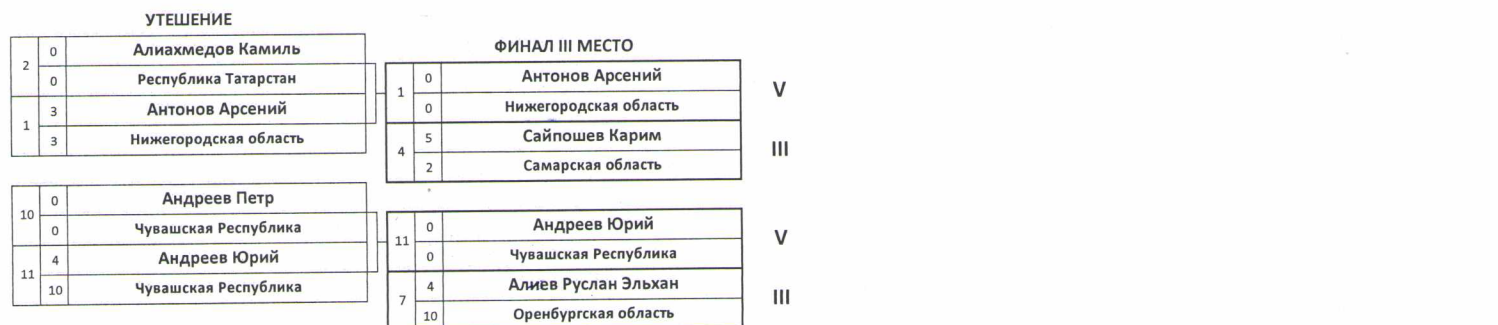 УТЕШЕНИЕ
2 0 Алиахмедов Камиль
0 Республика Татарстан
1 3 Антонов Арсений
3 Нижегородская область
ФИНАЛ III МЕСТО
1 0 Антонов Арсений
0 Нижегородская область
V
4 5 Сайпошев Карим
2 Самарская область
III
10 0 Андреев Петр
0 Чувашская Республика
11 4 Андреев Юрий
10 Чувашская Республика
11 0 Андреев Юрий
0 Чувашская Республика
V
7 4 Алиев Руслан Эльхан
10 Оренбургская область
III